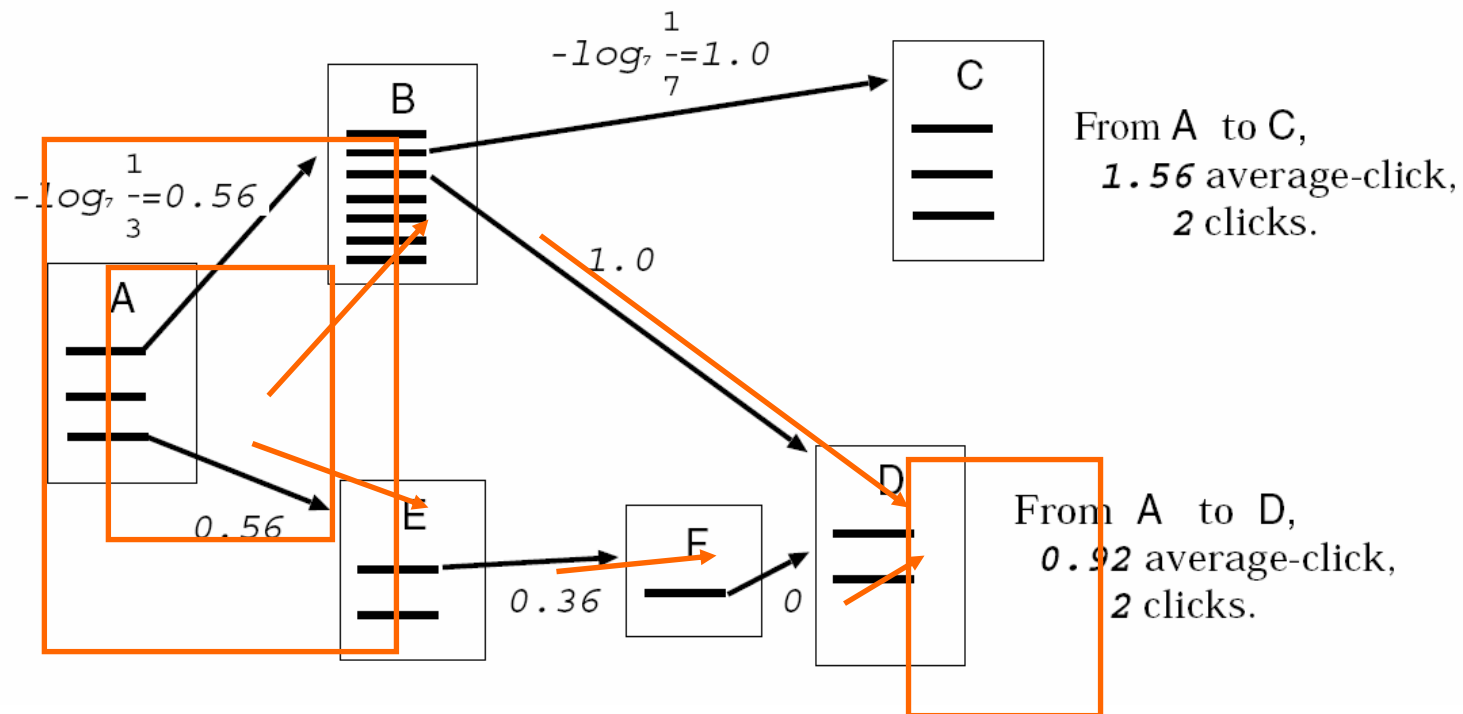 -log₇ 1/7=1.0
B
C
From A to C,
1.56 average-click,
2 clicks.
-log₇ 1/3=0.56
A
1.0
0.56
E
F
D
0.36
0
From A to D,
0.92 average-click,
2 clicks.